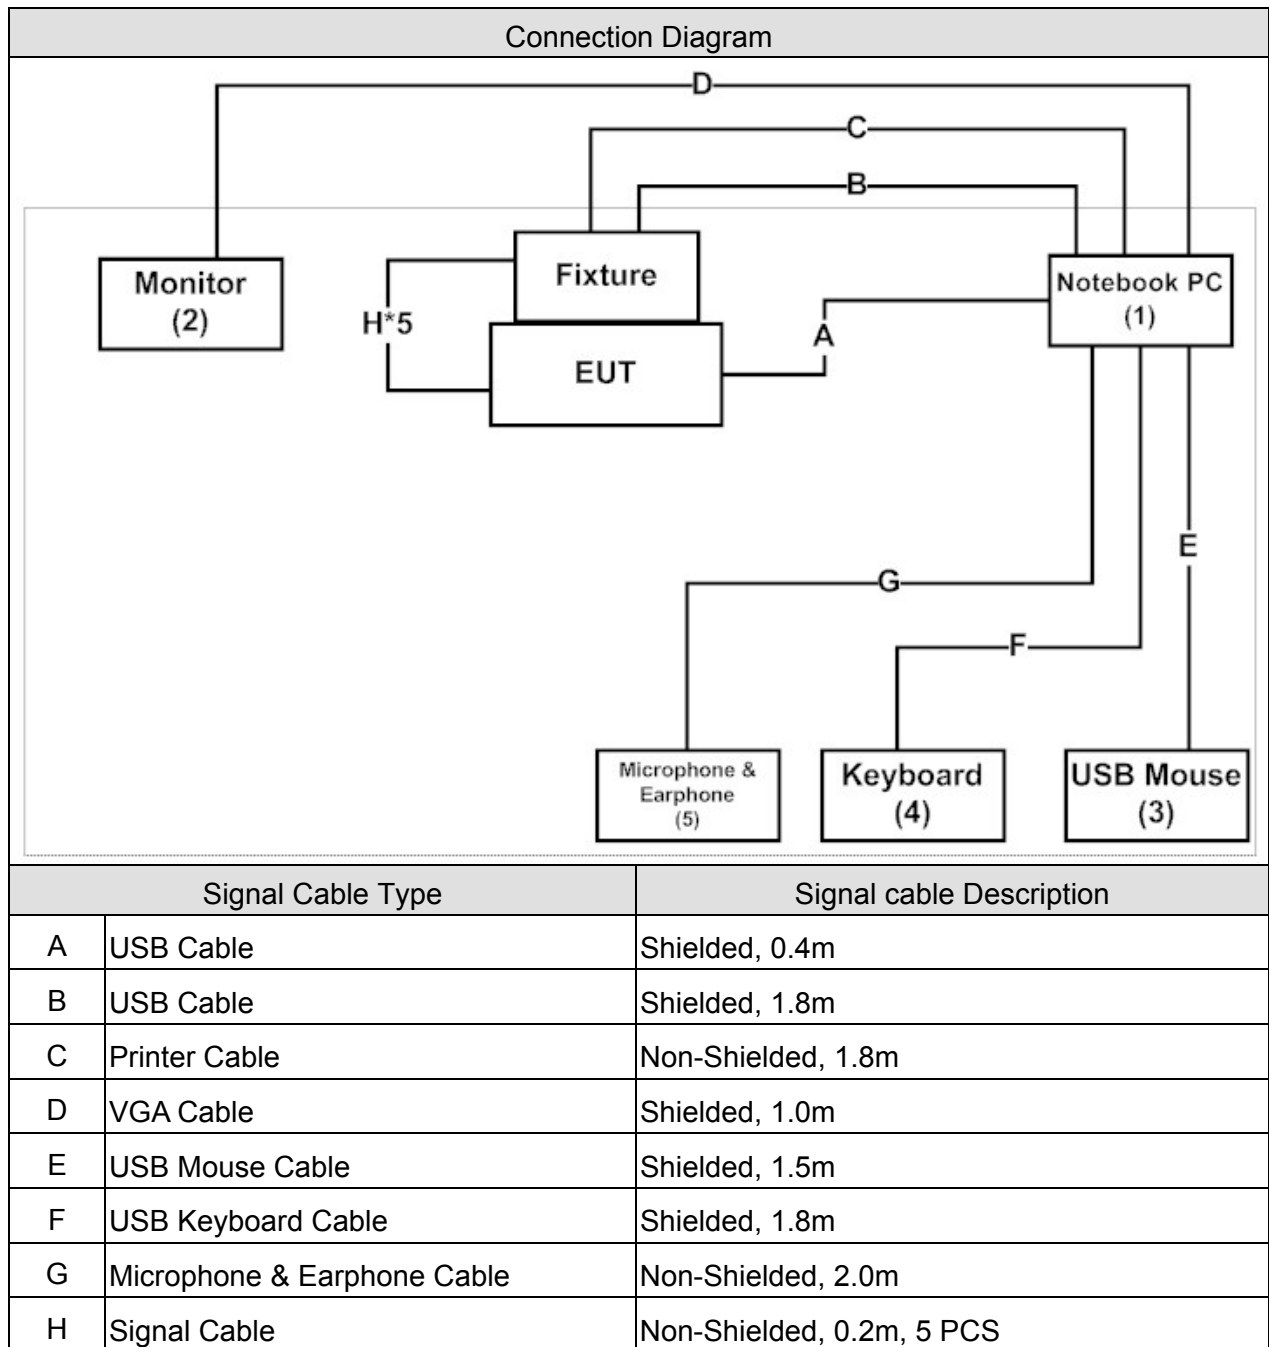 Connection Diagram
D
C
B
Fixture
Monitor
(2)
Notebook PC
(1)
H*5
A
EUT
E
G
F
Microphone &
Earphone
(5)
Keyboard
(4)
USB Mouse
(3)
Signal Cable Type Signal cable Description
A USB Cable Shielded, 0.4m
B USB Cable Shielded, 1.8m
C Printer Cable Non-Shielded, 1.8m
D VGA Cable Shielded, 1.0m
E USB Mouse Cable Shielded, 1.5m
F USB Keyboard Cable Shielded, 1.8m
G Microphone & Earphone Cable Non-Shielded, 2.0m
H Signal Cable Non-Shielded, 0.2m, 5 PCS